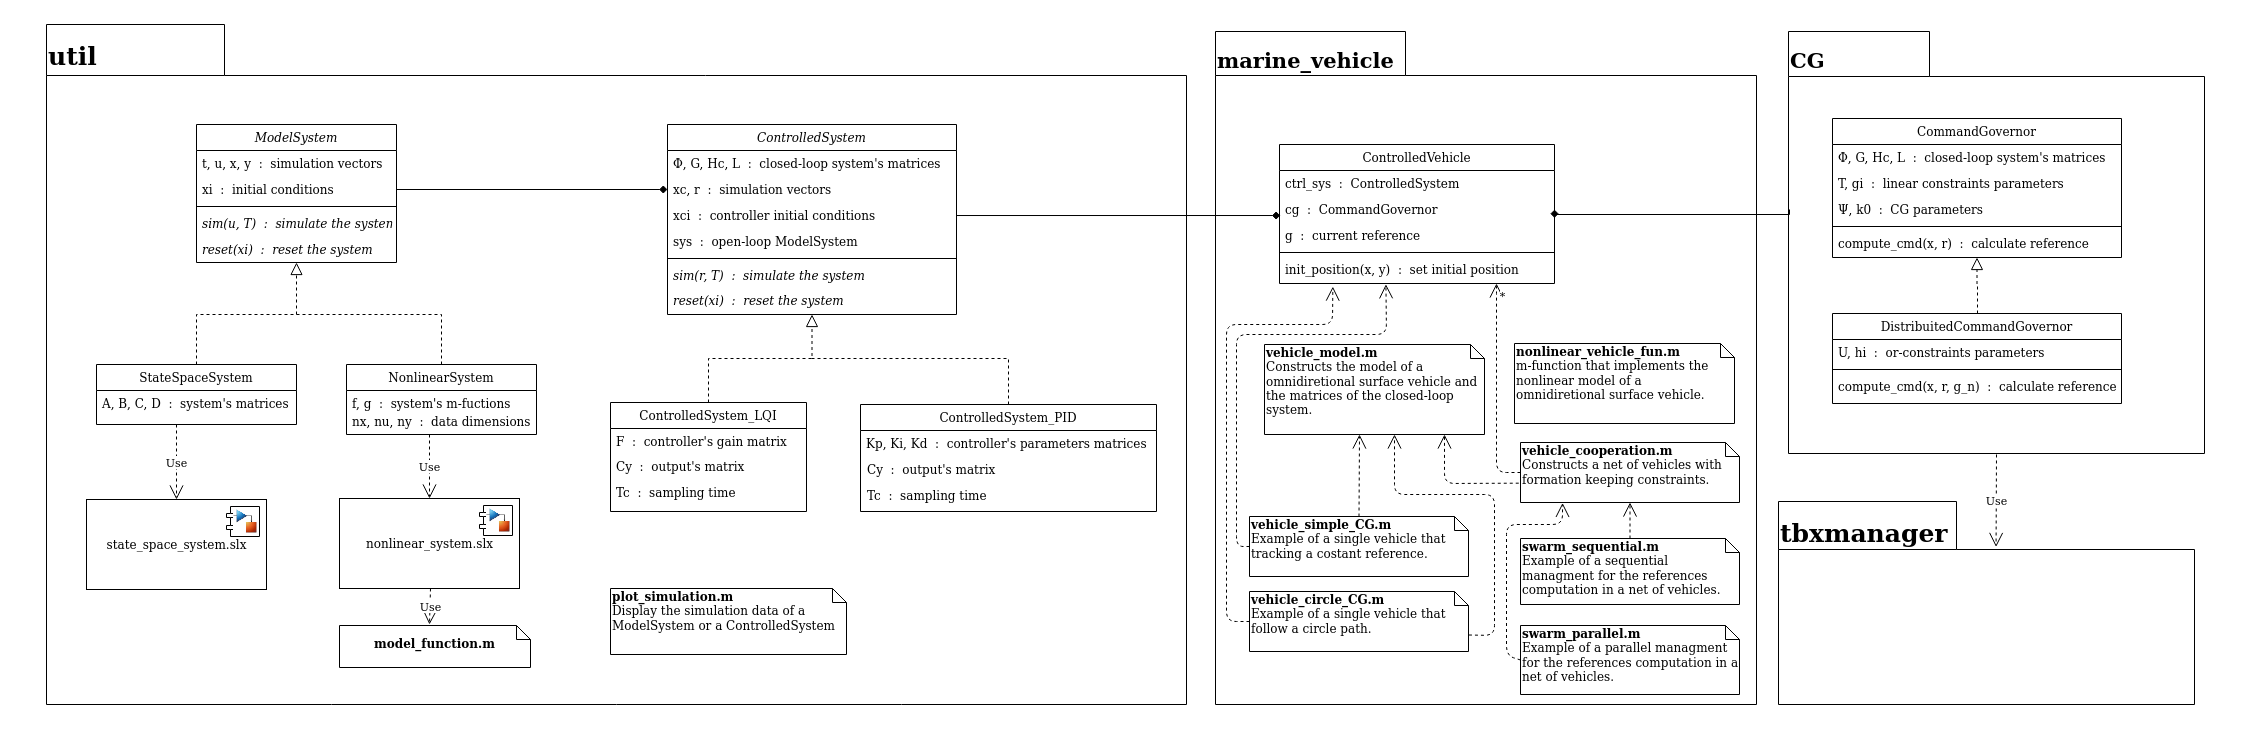 util
ModelSystem
t, u, x, y  :  simulation vectors
xi  :  initial conditions
sim(u, T)  :  simulate the system
reset(xi)  :  reset the system
StateSpaceSystem
A, B, C, D  :  system's matrices
Use
state_space_system.slx
NonlinearSystem
f, g  :  system's m-fuctions
nx, nu, ny  :  data dimensions
Use
nonlinear_system.slx
Use
model_function.m
ControlledSystem
Φ, G, Hc, L  :  closed-loop system's matrices
xc, r  :  simulation vectors
xci  :  controller initial conditions
sys  :  open-loop ModelSystem
sim(r, T)  :  simulate the system
reset(xi)  :  reset the system
ControlledSystem_LQI
F  :  controller's gain matrix
Cy  :  output's matrix
Tc  :  sampling time
ControlledSystem_PID
Kp, Ki, Kd  :  controller's parameters matrices
Cy  :  output's matrix
Tc  :  sampling time
plot_simulation.m
Display the simulation data of a
ModelSystem or a ControlledSystem
marine_vehicle
ControlledVehicle
ctrl_sys  :  ControlledSystem
cg  :  CommandGovernor
g  :  current reference
init_position(x, y)  :  set initial position
*
vehicle_model.m
Constructs the model of a
omnidiretional surface vehicle and
the matrices of the closed-loop
system.
nonlinear_vehicle_fun.m
m-function that implements the
nonlinear model of a
omnidiretional surface vehicle.
vehicle_cooperation.m
Constructs a net of vehicles with
formation keeping constraints.
vehicle_simple_CG.m
Example of a single vehicle that
tracking a costant reference.
vehicle_circle_CG.m
Example of a single vehicle that
follow a circle path.
swarm_sequential.m
Example of a sequential
managment for the references
computation in a net of vehicles.
swarm_parallel.m
Example of a parallel managment
for the references computation in a
net of vehicles.
CG
CommandGovernor
Φ, G, Hc, L  :  closed-loop system's matrices
T, gi  :  linear constraints parameters
Ψ, k0  :  CG parameters
compute_cmd(x, r)  :  calculate reference
DistribuitedCommandGovernor
U, hi  :  or-constraints parameters
compute_cmd(x, r, g_n)  :  calculate reference
Use
tbxmanager